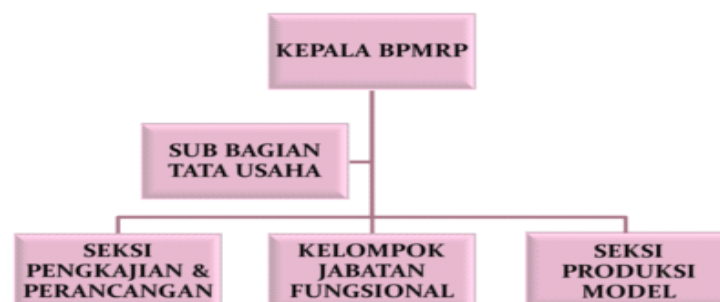 KEPALA BPMRP
SUB BAGIAN
TATA USAHA
SEKSI
PENGKAJIAN &
PERANCANGAN
KELOMPOK
JABATAN
FUNGSIONAL
SEKSI
PRODUKSI
MODEL